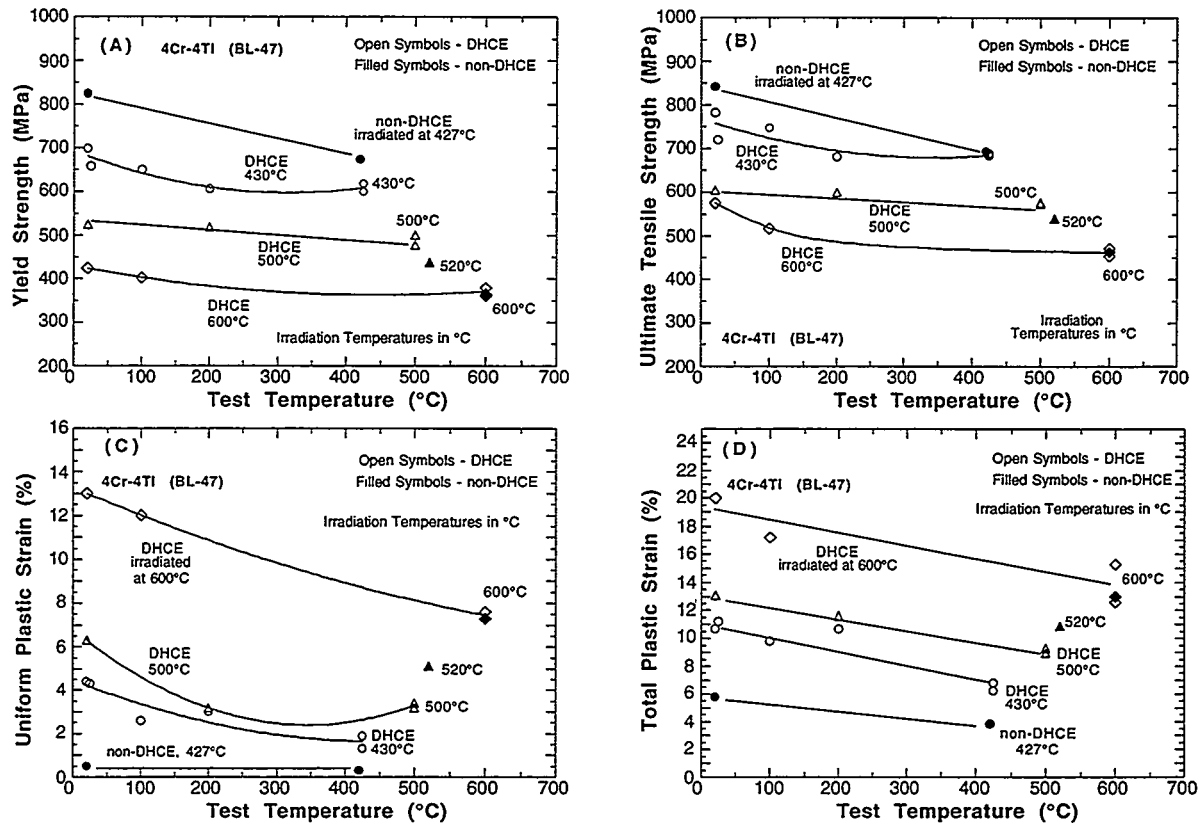 (A) 4Cr-4TI (BL-47)
Open Symbols - DHCE
Filled Symbols - non-DHCE
non-DHCE
irradiated at 427°C
DHCE
430°C
430°C
500°C
DHCE
500°C
520°C
DHCE
600°C
600°C
Irradiation Temperatures in °C
Yield Strength (MPa)
1000
900
800
700
600
500
400
300
200
0 100 200 300 400 500 600 700
Test Temperature (°C)
(B)
Open Symbols - DHCE
Filled Symbols - non-DHCE
non-DHCE
irradiated at 427°C
DHCE
430°C
500°C
DHCE
500°C
520°C
DHCE
600°C
600°C
Irradiation
Temperatures in °C
4Cr-4TI (BL-47)
Ultimate Tensile Strength (MPa)
1000
900
800
700
600
500
400
300
200
0 100 200 300 400 500 600 700
Test Temperature (°C)
(C)
Open Symbols - DHCE
Filled Symbols - non-DHCE
4Cr-4TI (BL-47)
Irradiation Temperatures in °C
DHCE
irradiated
at 600°C
600°C
DHCE
500°C
520°C
500°C
DHCE
430°C
non-DHCE, 427°C
Uniform Plastic Strain (%)
16
14
12
10
8
6
4
2
0
0 100 200 300 400 500 600 700
Test Temperature (°C)
(D)
Open Symbols - DHCE
Filled Symbols - non-DHCE
4Cr-4TI (BL-47)
Irradiation Temperatures in °C
DHCE
irradiated at 600°C
600°C
520°C
DHCE
500°C
DHCE
430°C
non-DHCE
427°C
Total Plastic Strain (%)
24
22
20
18
16
14
12
10
8
6
4
2
0
0 100 200 300 400 500 600 700
Test Temperature (°C)